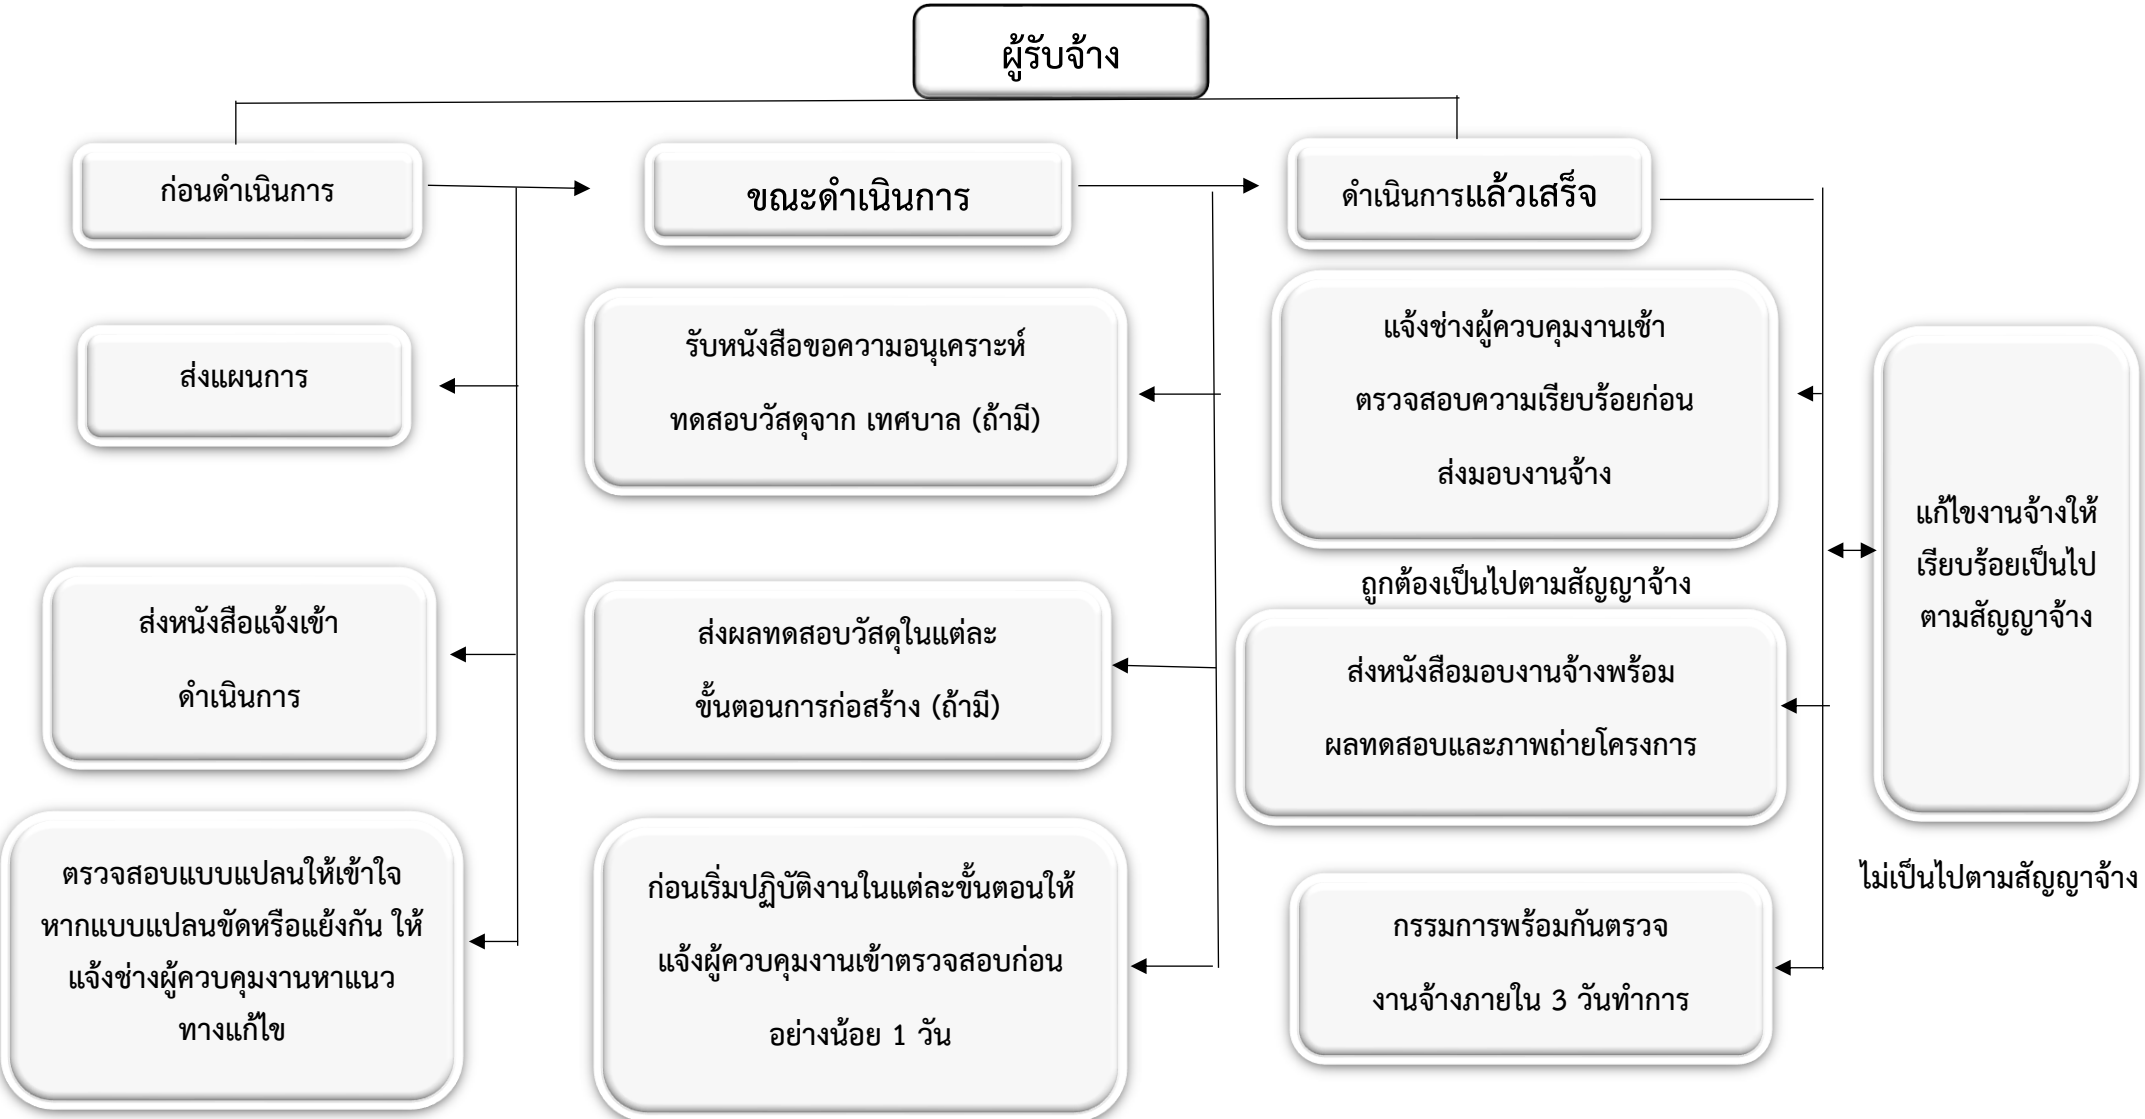 ผู้รับจ้าง
ก่อนดำเนินการ
ขณะดำเนินการ
ดำเนินการแล้วเสร็จ
ส่งแผนการ
ส่งหนังสือแจ้งเข้า
ดำเนินการ
ตรวจสอบแบบแปลนให้เข้าใจ
หากแบบแปลนขัดหรือแย้งกัน ให้
แจ้งช่างผู้ควบคุมงานหาแนว
ทางแก้ไข
รับหนังสือขอความอนุเคราะห์
ทดสอบวัสดุจาก เทศบาล (ถ้ามี)
ส่งผลทดสอบวัสดุในแต่ละ
ขั้นตอนการก่อสร้าง (ถ้ามี)
ก่อนเริ่มปฏิบัติงานในแต่ละขั้นตอนให้
แจ้งผู้ควบคุมงานเข้าตรวจสอบก่อน
อย่างน้อย 1 วัน
แจ้งช่างผู้ควบคุมงานเช้า
ตรวจสอบความเรียบร้อยก่อน
ส่งมอบงานจ้าง
ถูกต้องเป็นไปตามสัญญาจ้าง
ส่งหนังสือมอบงานจ้างพร้อม
ผลทดสอบและภาพถ่ายโครงการ
กรรมการพร้อมกันตรวจ
งานจ้างภายใน 3 วันทำการ
แก้ไขงานจ้างให้
เรียบร้อยเป็นไป
ตามสัญญาจ้าง
ไม่เป็นไปตามสัญญาจ้าง